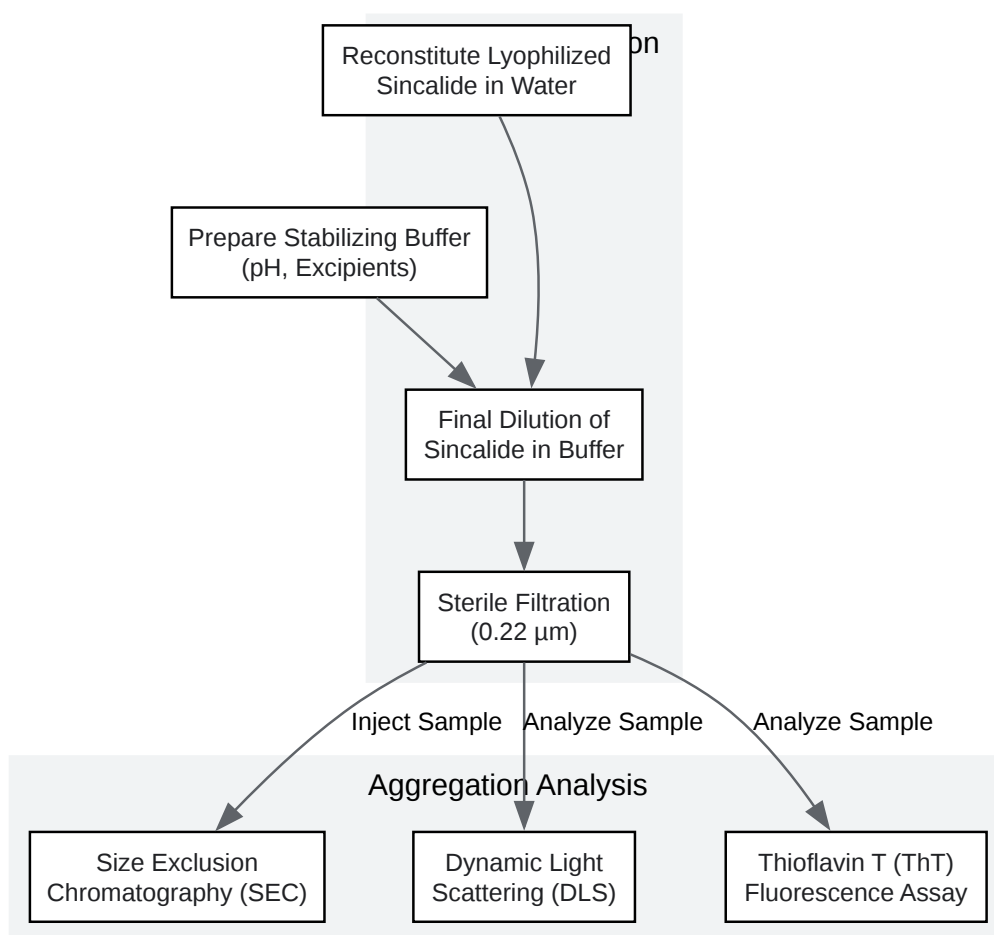 Reconstitute Lyophilized
Sincalide in Water
Prepare Stabilizing Buffer
(pH, Excipients)
Final Dilution of
Sincalide in Buffer
Sterile Filtration
(0.22 µm)
Inject Sample
Analyze Sample
Analyze Sample
Aggregation Analysis
Size Exclusion
Chromatography (SEC)
Dynamic Light
Scattering (DLS)
Thioflavin T (ThT)
Fluorescence Assay